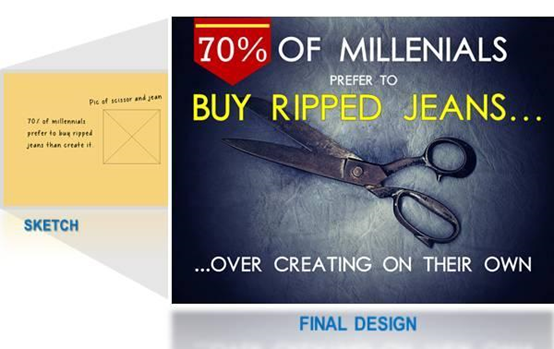 Pic of scissor and jean
70% of millennials
prefer to buy ripped
jeans than create it.
SKETCH
70% OF MILLENIALS
PREFER TO
BUY RIPPED JEANS...
...OVER CREATING ON THEIR OWN
FINAL DESIGN